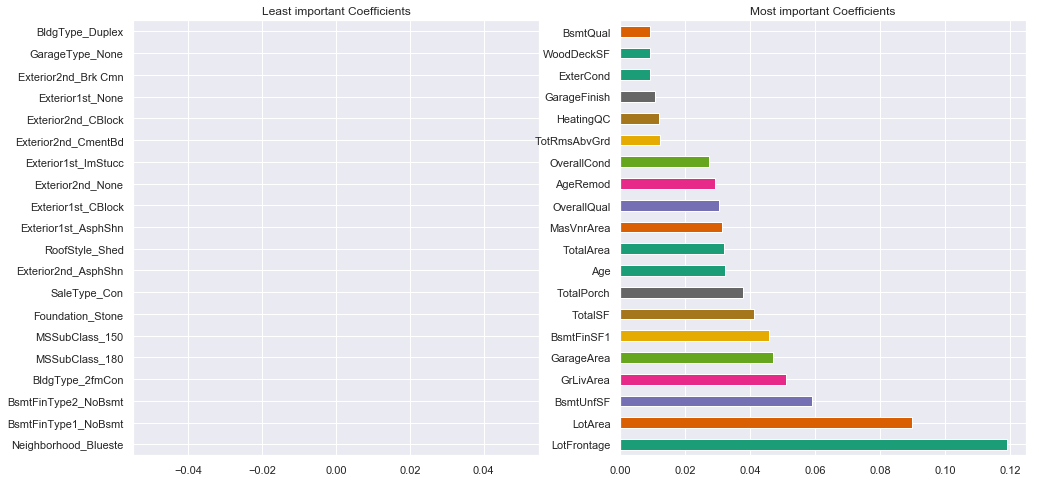 Least important Coefficients
BldgType_Duplex
GarageType_None
Exterior2nd_Brk Cmn
Exterior1st_None
Exterior2nd_CBlock
Exterior2nd_CmentBd
Exterior1st_ImStucc
Exterior2nd_None
Exterior1st_CBlock
Exterior1st_AsphShn
RoofStyle_Shed
Exterior2nd_AsphShn
SaleType_Con
Foundation_Stone
MSSubClass_150
MSSubClass_180
BldgType_2fmCon
BsmtFinType2_NoBsmt
BsmtFinType1_NoBsmt
Neighborhood_Blueste
−0.04 −0.02 0.00 0.02 0.04
Most important Coefficients
BsmtQual
WoodDeckSF
ExterCond
GarageFinish
HeatingQC
TotRmsAbvGrd
OverallCond
AgeRemod
OverallQual
MasVnrArea
TotalArea
Age
TotalPorch
TotalSF
BsmtFinSF1
GarageArea
GrLivArea
BsmtUnfSF
LotArea
LotFrontage
0.00 0.02 0.04 0.06 0.08 0.10 0.12